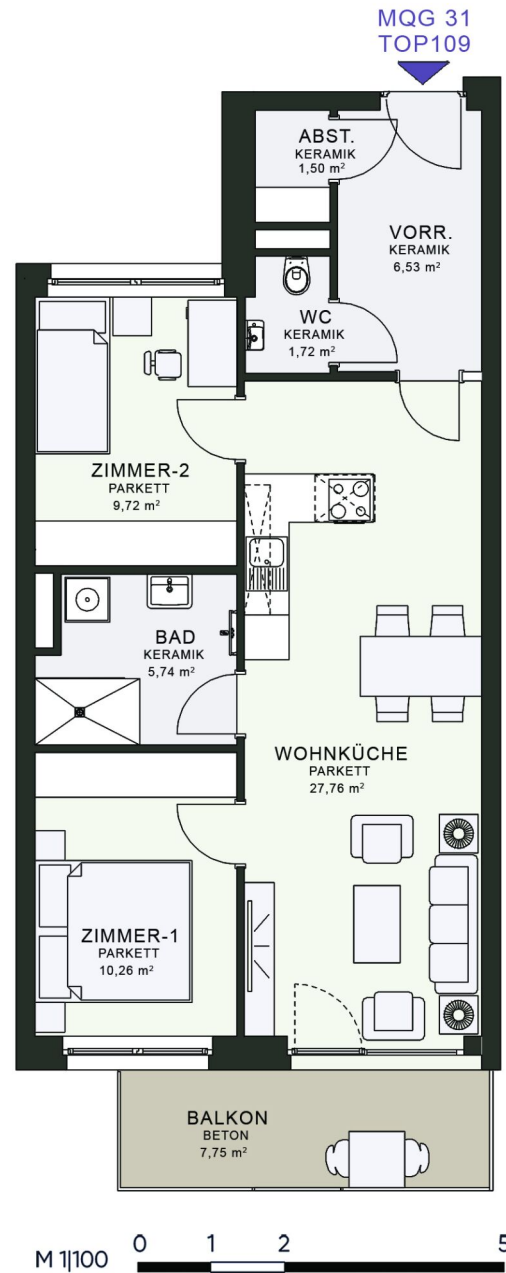 MQG 31
TOP109
ABST.
KERAMIK
1,50 m²
VORR.
KERAMIK
6,53 m²
WC
KERAMIK
1,72 m²
ZIMMER-2
PARKETT
9,72 m²
BAD
KERAMIK
5,74 m²
WOHNKÜCHE
PARKETT
27,76 m²
ZIMMER-1
PARKETT
10,26 m²
BALKON
BETON
7,75 m²
M 1|100 0 1 2 5